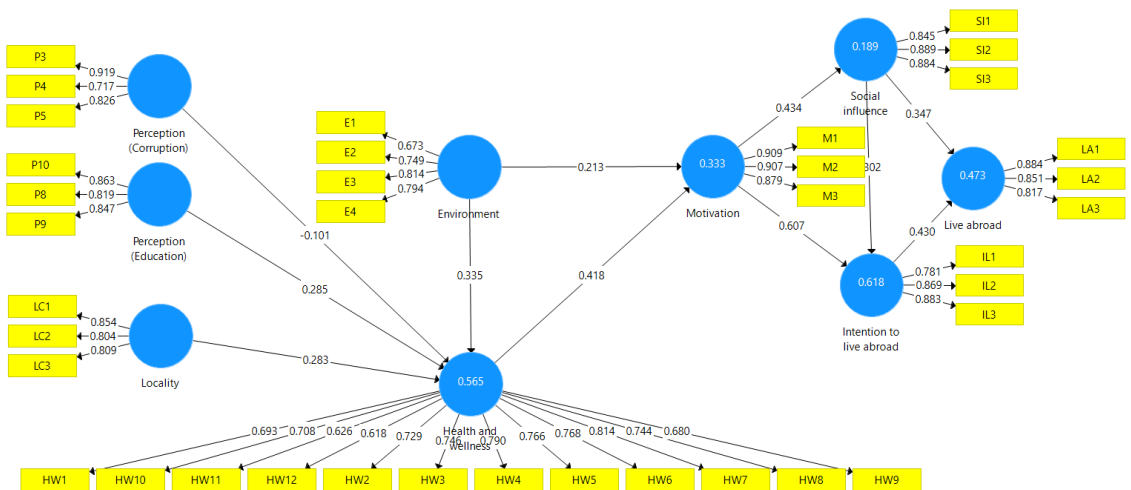 P3
P4
P5
0.919
0.717
0.826
Perception
(Corruption)
P10
P8
P9
0.863
0.819
0.847
Perception
(Education)
LC1
LC2
LC3
0.854
0.804
0.809
Locality
-0.101
0.285
0.283
E1
E2
E3
E4
0.673
0.749
0.814
0.794
Environment
0.213
0.335
0.418
0.565
Health and
wellness
0.693
0.708
0.626
0.618
0.729
0.746
0.790
0.766
0.768
0.814
0.744
0.680
HW1
HW10
HW11
HW12
HW2
HW3
HW4
HW5
HW6
HW7
HW8
HW9
0.333
Motivation
0.909
0.907
0.879
M1
M2
M3
0.434
0.607
0.189
Social
influence
0.845
0.889
0.884
SI1
SI2
SI3
0.347
302
0.430
0.473
Live abroad
0.884
0.851
0.817
LA1
LA2
LA3
0.618
Intention to
live abroad
0.781
0.869
0.883
IL1
IL2
IL3